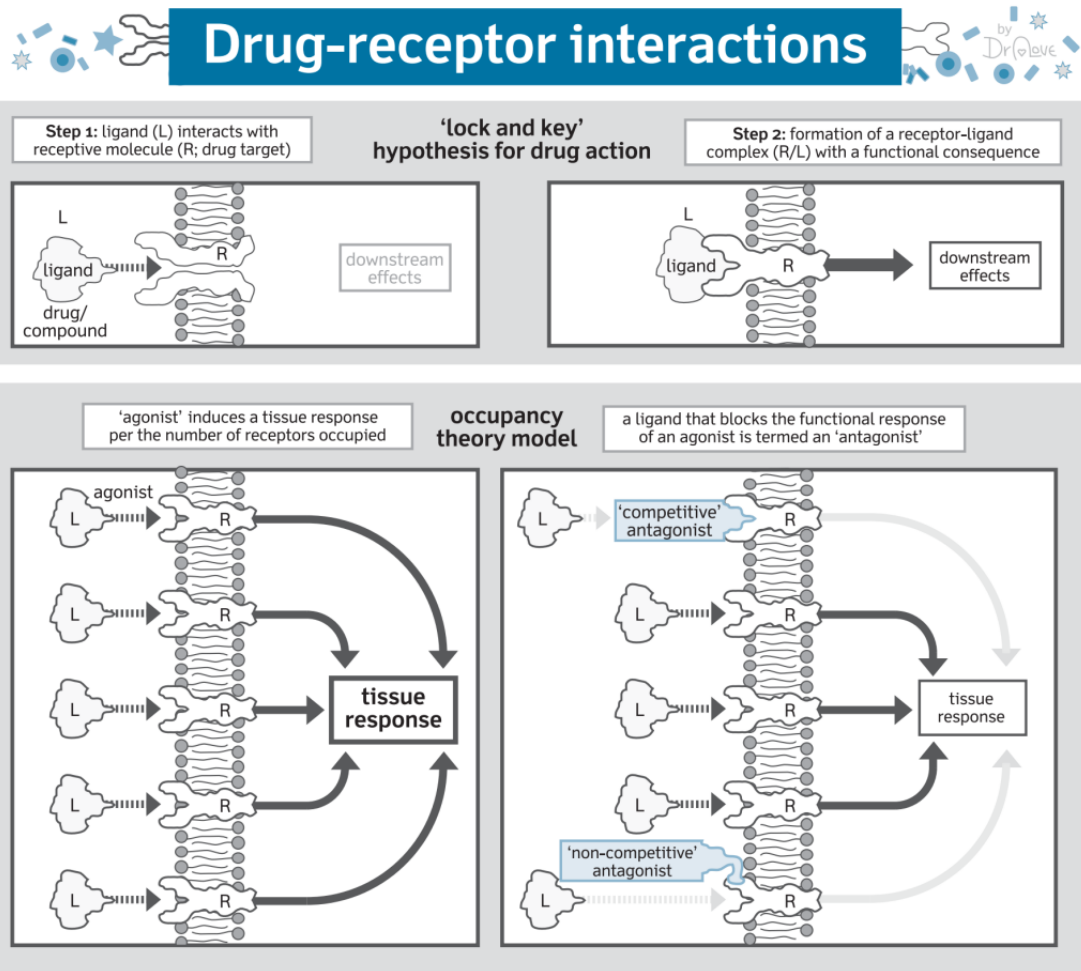 Drug-receptor interactions
by
Dr Love
Step 1: ligand (L) interacts with
receptive molecule (R; drug target)
‘lock and key’
hypothesis for drug action
Step 2: formation of a receptor-ligand
complex (R/L) with a functional consequence
L
ligand
drug/
compound
R
downstream
effects
L
ligand
R
downstream
effects
‘agonist’ induces a tissue response
per the number of receptors occupied
occupancy
theory model
a ligand that blocks the functional response
of an agonist is termed an ‘antagonist’
agonist
L
R
L
R
L
R
L
R
L
R
tissue
response
L
‘competitive’
antagonist
R
L
R
L
R
L
R
‘non-competitive’
antagonist
L
R
tissue
response